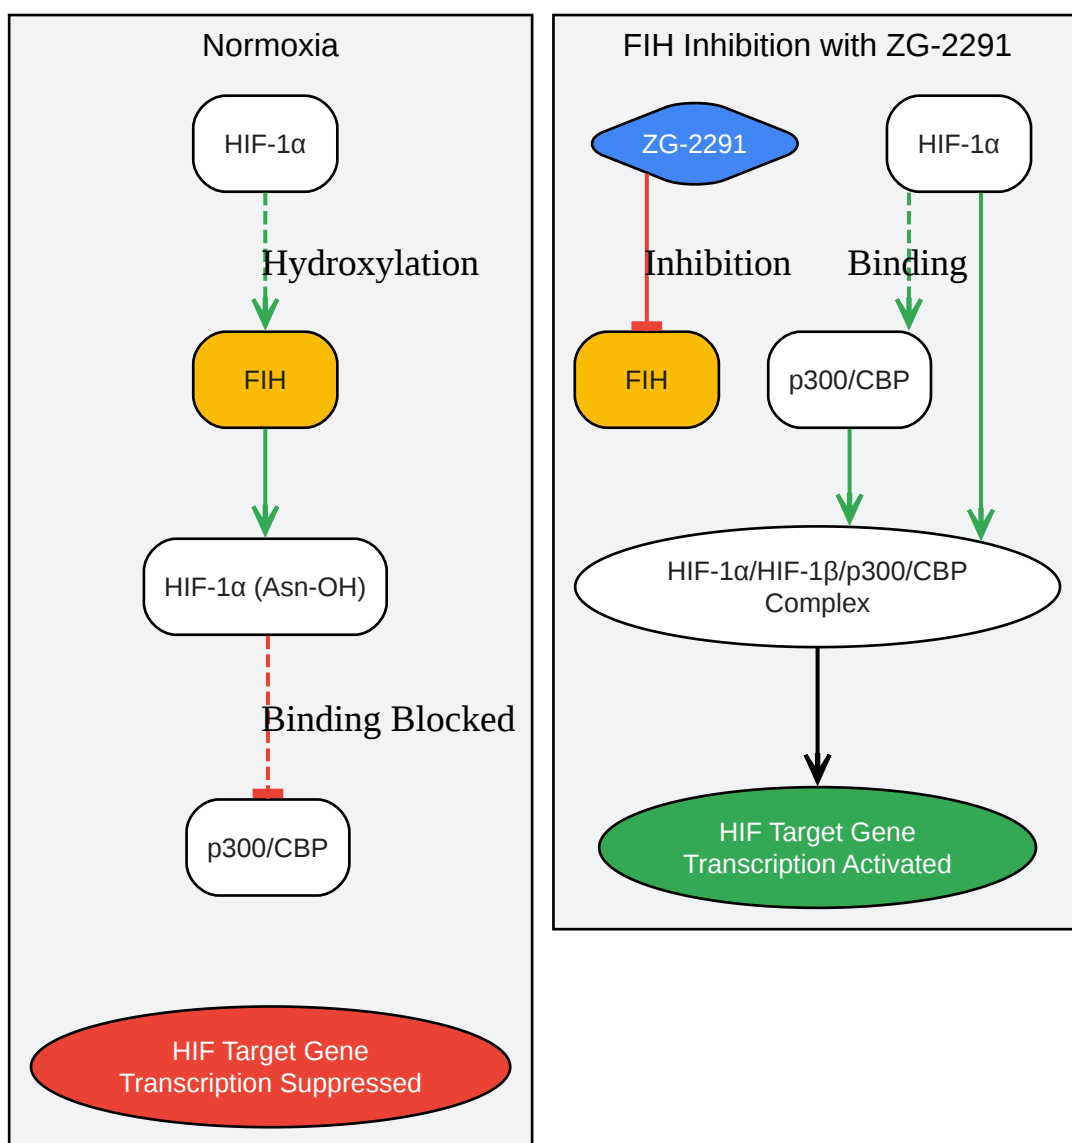 Normoxia
HIF-1α
Hydroxylation
FIH
HIF-1α (Asn-OH)
Binding Blocked
p300/CBP
HIF Target Gene
Transcription Suppressed
FIH Inhibition with ZG-2291
ZG-2291
HIF-1α
Inhibition
Binding
FIH
p300/CBP
HIF-1α/HIF-1β/p300/CBP
Complex
HIF Target Gene
Transcription Activated